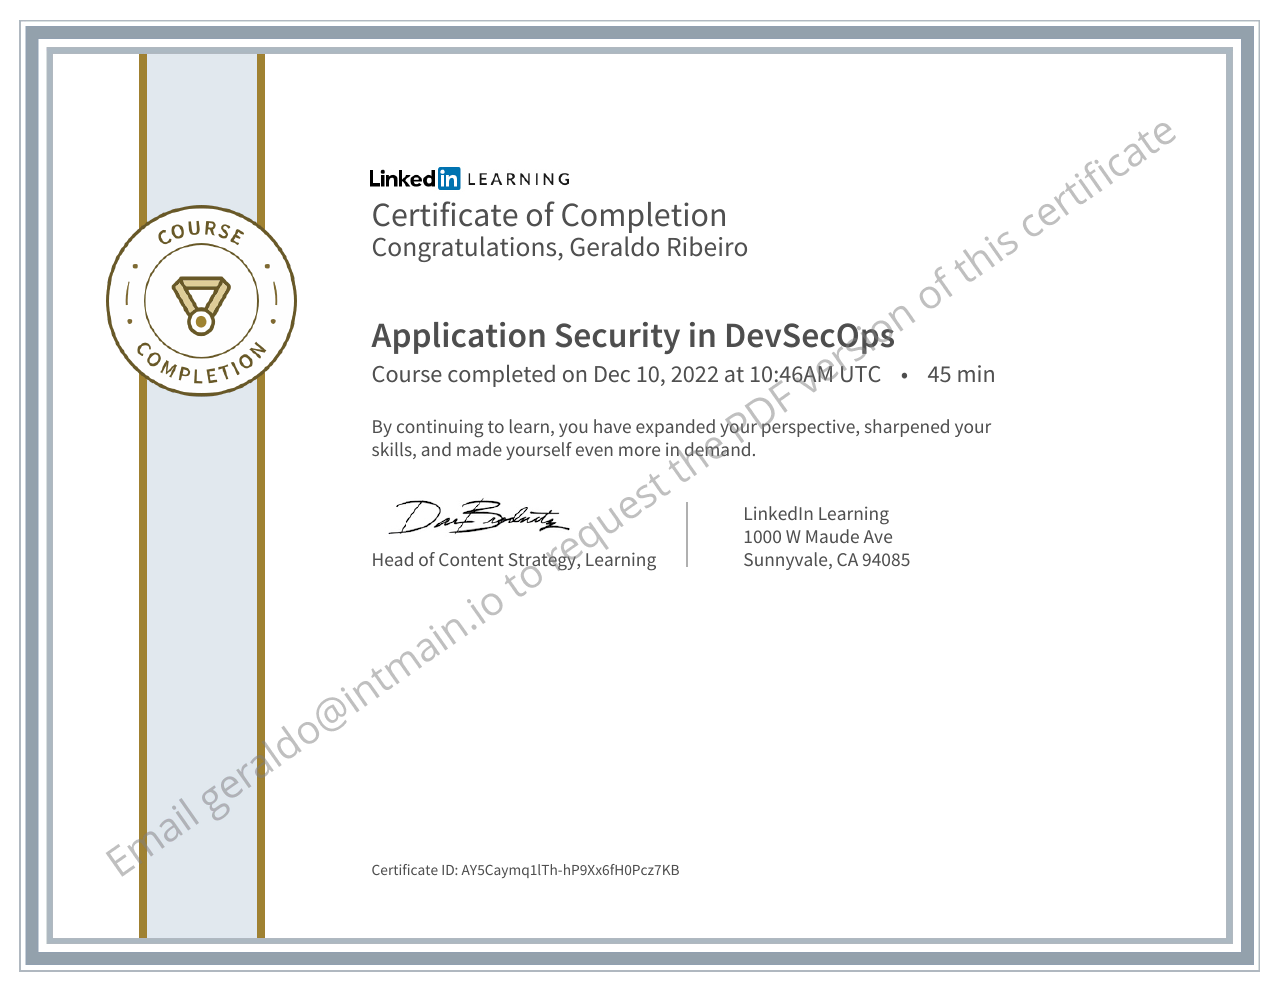 LinkedIn LEARNING
Certificate of Completion
Congratulations, Geraldo Ribeiro
COURSE
COMPLETION
Application Security in DevSecOps
Course completed on Dec 10, 2022 at 10:46AM UTC • 45 min
By continuing to learn, you have expanded your perspective, sharpened your
skills, and made yourself even more in demand.
Dan Brodnitz
Head of Content Strategy, Learning
LinkedIn Learning
1000 W Maude Ave
Sunnyvale, CA 94085
Email geraldo@intmain.io to request the PDF version of this certificate
Certificate ID: AY5Caymq1lTh-hP9Xx6fH0Pcz7KB